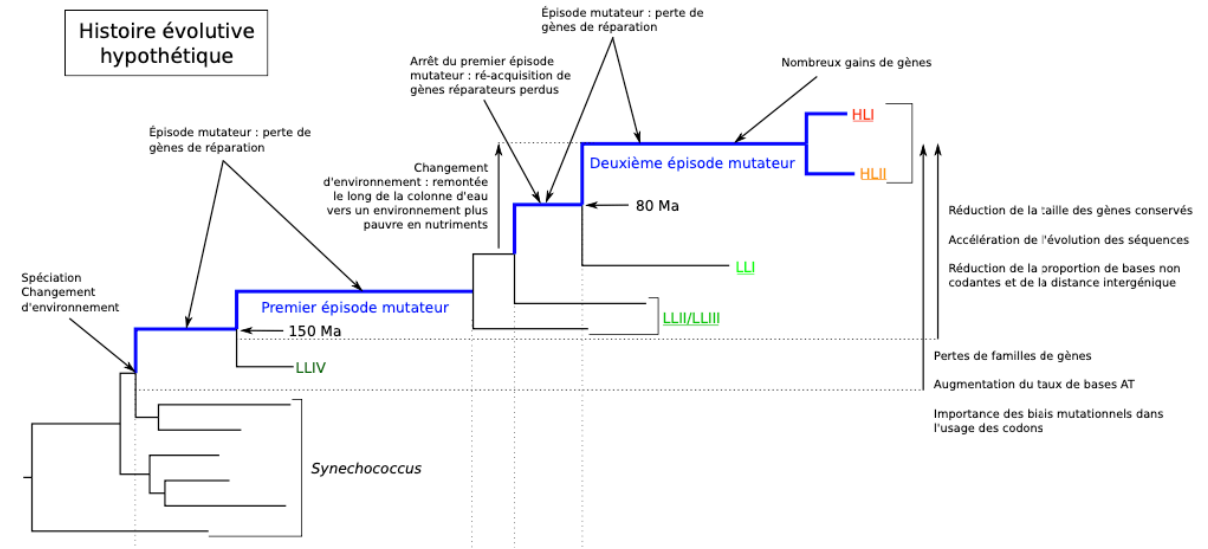 Histoire évolutive
hypothétique
Épisode mutateur : perte de
gènes de réparation
Arrêt du premier épisode
mutateur : ré-acquisition de
gènes réparateurs perdus
Nombreux gains de gènes
HLI
Épisode mutateur : perte de
gènes de réparation
Deuxième épisode mutateur
HLII
Changement
d'environnement : remontée
le long de la colonne d'eau
vers un environnement plus
pauvre en nutriments
80 Ma
Réduction de la taille des gènes conservés
Accélération de l'évolution des séquences
Réduction de la proportion de bases non
codantes et de la distance intergénique
LLI
Spéciation
Changement
d'environnement
Premier épisode mutateur
LLII/LLIII
150 Ma
LLIV
Pertes de familles de gènes
Augmentation du taux de bases AT
Importance des biais mutationnels dans
l'usage des codons
Synechococcus